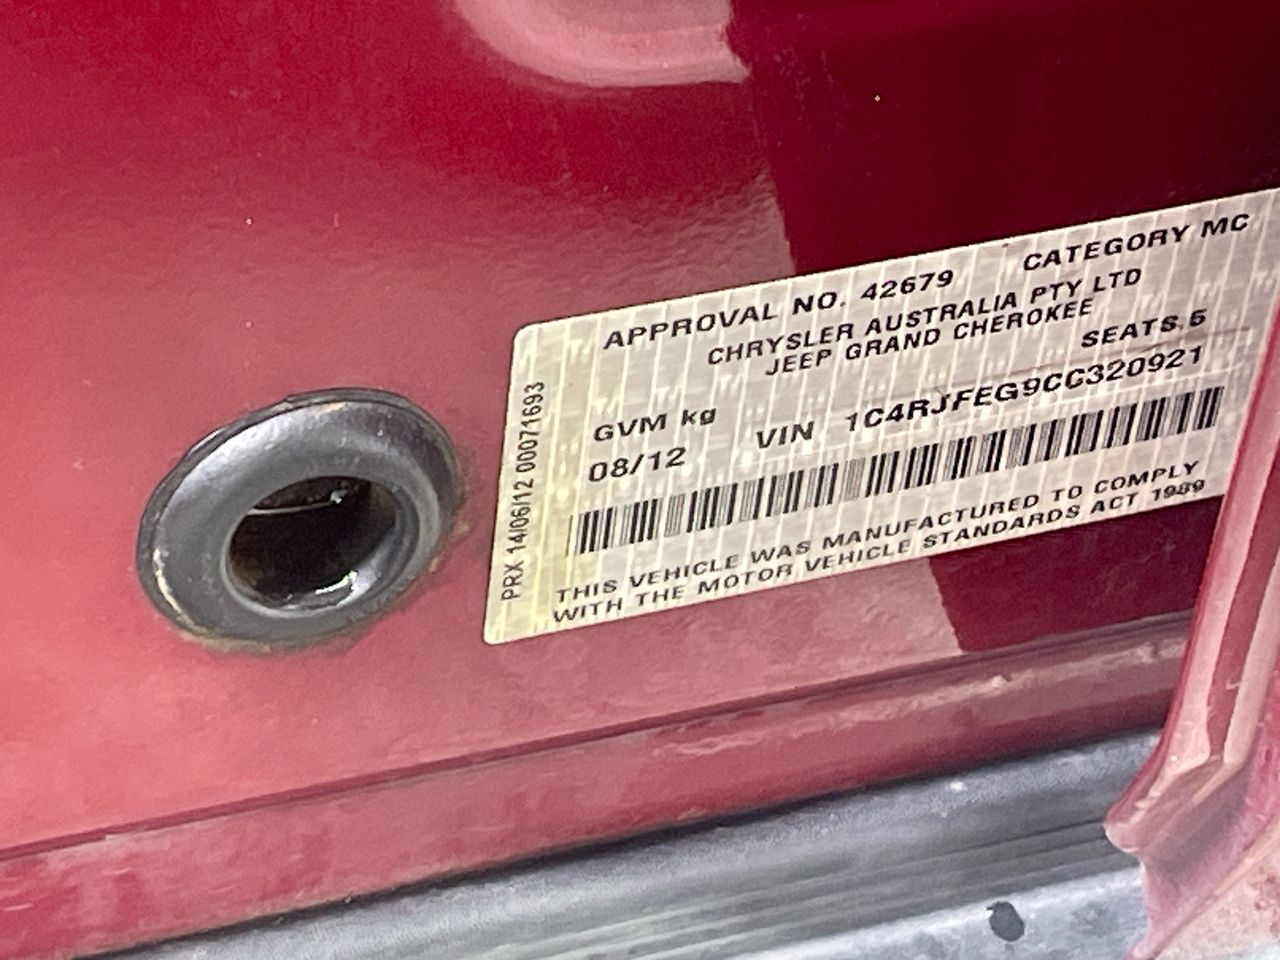 APPROVAL NO. 42679 CATEGORY MC
CHRYSLER AUSTRALIA PTY LTD
JEEP GRAND CHEROKEE
SEATS 5
GVM kg
08/12 VIN 1C4RJFEG9CC320921
THIS VEHICLE WAS MANUFACTURED TO COMPLY
WITH THE MOTOR VEHICLE STANDARDS ACT 1989
PRX 14/06/12 00071693